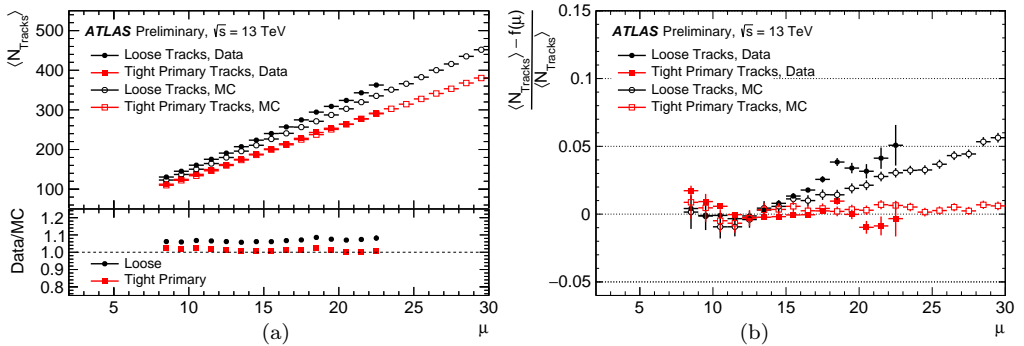 ⟨N_Tracks⟩
500
400
300
200
100
ATLAS Preliminary, √s = 13 TeV
Loose Tracks, Data
Tight Primary Tracks, Data
Loose Tracks, MC
Tight Primary Tracks, MC
Data/MC
1.2
1.1
1.0
0.9
0.8
Loose
Tight Primary
5 10 15 20 25 30
μ
(a)
⟨N_Tracks⟩ − f(μ)
⟨N_Tracks⟩
0.15
0.1
0.05
0
−0.05
ATLAS Preliminary, √s = 13 TeV
Loose Tracks, Data
Tight Primary Tracks, Data
Loose Tracks, MC
Tight Primary Tracks, MC
5 10 15 20 25 30
μ
(b)